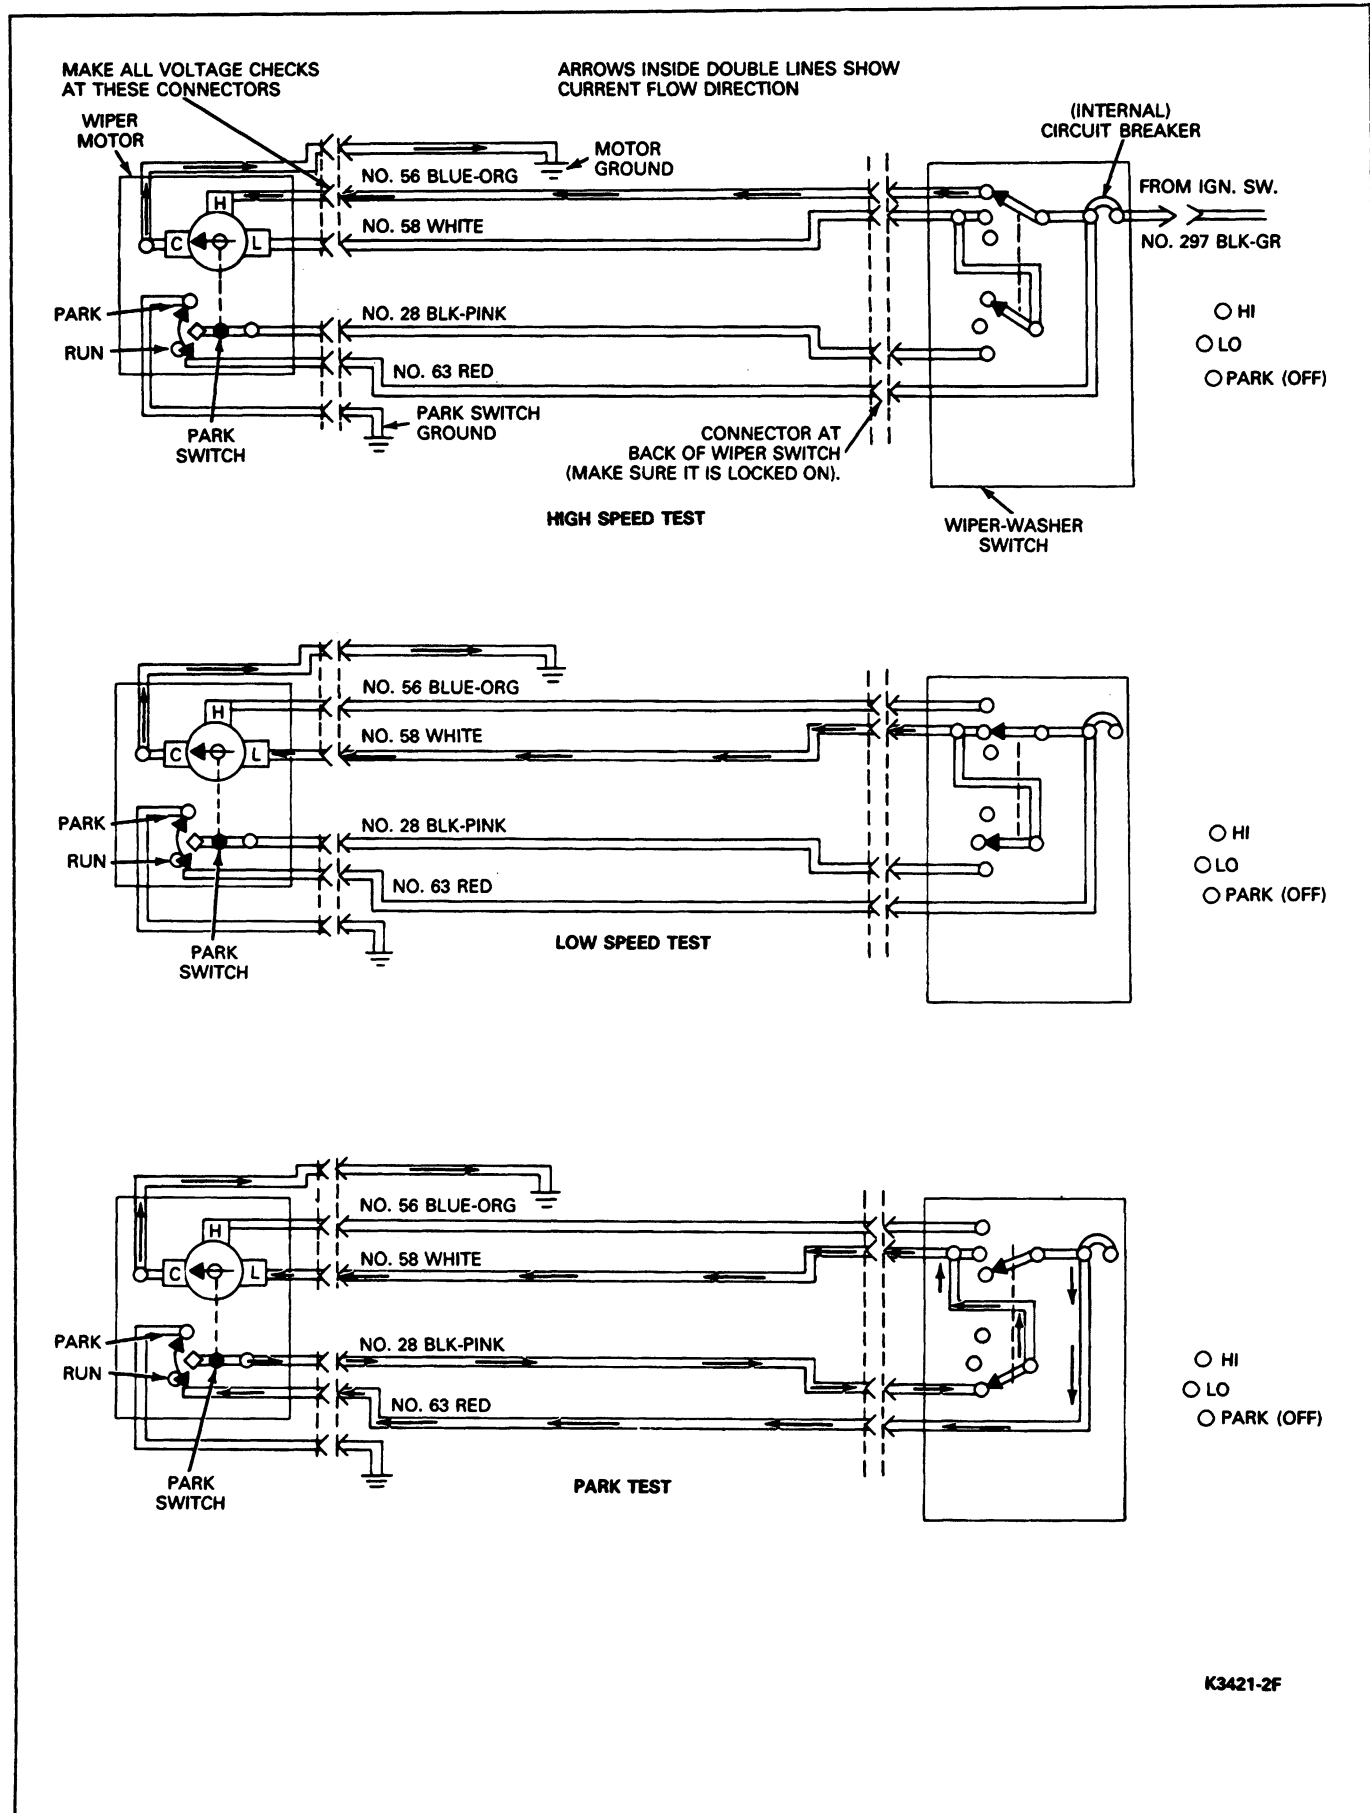 MAKE ALL VOLTAGE CHECKS
AT THESE CONNECTORS
ARROWS INSIDE DOUBLE LINES SHOW
CURRENT FLOW DIRECTION
(INTERNAL)
CIRCUIT BREAKER
WIPER
MOTOR
MOTOR
GROUND
NO. 56 BLUE-ORG
FROM IGN. SW.
H
NO. 58 WHITE
C
L
NO. 297 BLK-GR
PARK
NO. 28 BLK-PINK
HI
RUN
LO
NO. 63 RED
PARK (OFF)
PARK SWITCH
GROUND
PARK
SWITCH
CONNECTOR AT
BACK OF WIPER SWITCH
(MAKE SURE IT IS LOCKED ON).
HIGH SPEED TEST
WIPER-WASHER
SWITCH
NO. 56 BLUE-ORG
H
NO. 58 WHITE
C
L
PARK
NO. 28 BLK-PINK
HI
RUN
LO
NO. 63 RED
PARK (OFF)
PARK
SWITCH
LOW SPEED TEST
NO. 56 BLUE-ORG
H
NO. 58 WHITE
C
L
PARK
NO. 28 BLK-PINK
HI
RUN
LO
NO. 63 RED
PARK (OFF)
PARK
SWITCH
PARK TEST
K3421-2F